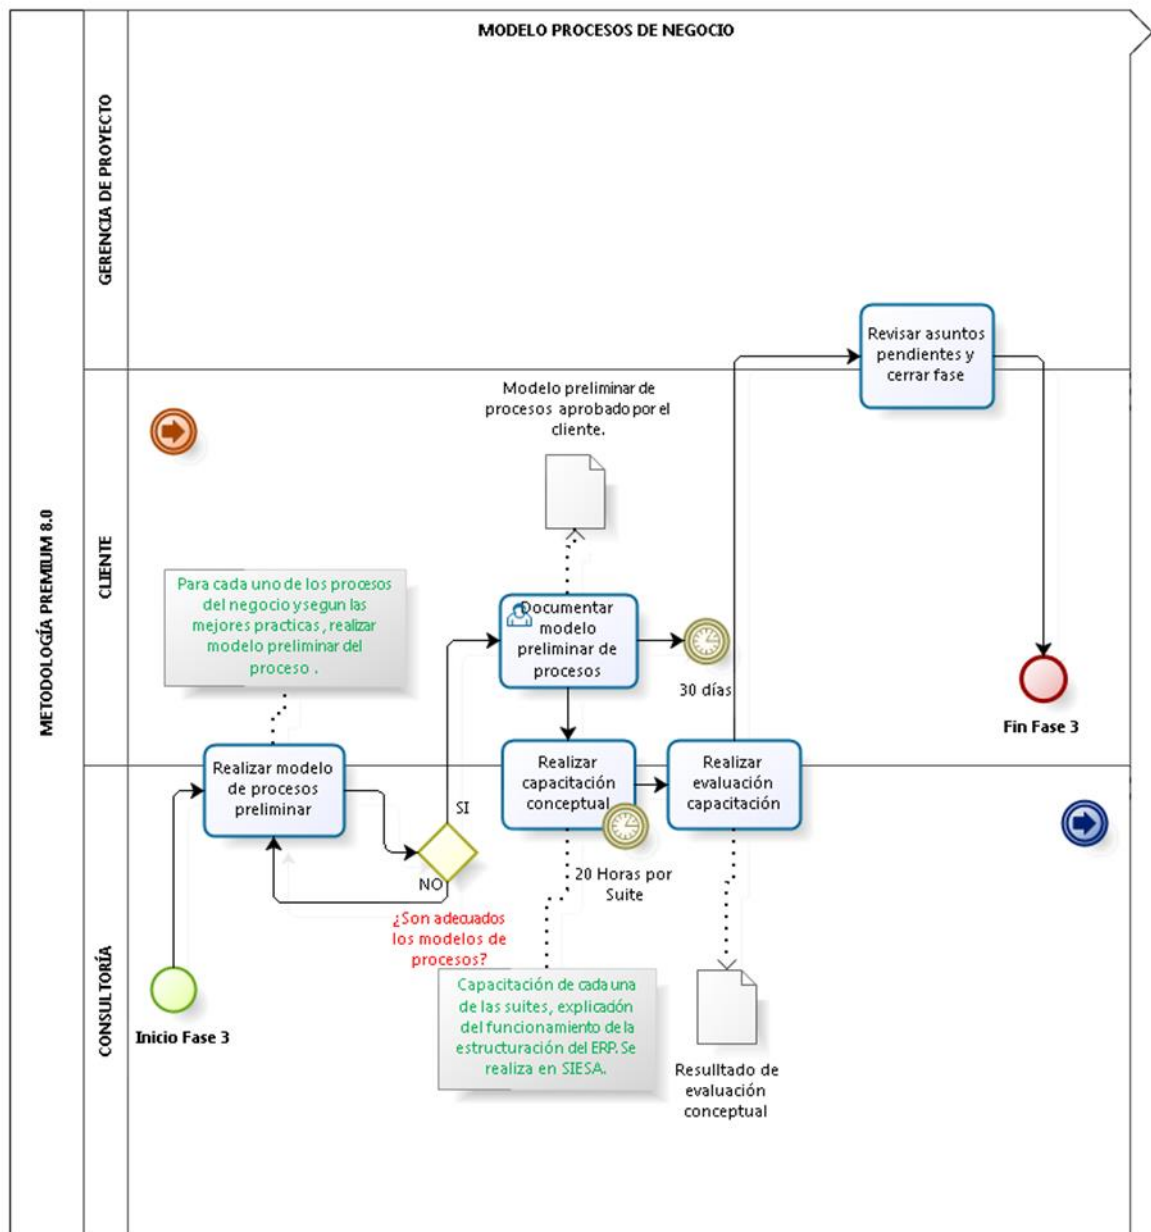 MODELO PROCESOS DE NEGOCIO
METODOLOGÍA PREMIUM 8.0
GERENCIA DE PROYECTO
Revisar asuntos
pendientes y
cerrar fase
CLIENTE
Modelo preliminar de
procesos aprobado por el
cliente.
Para cada uno de los procesos
del negocio y segun las
mejores practicas , realizar
modelo preliminar del
proceso .
Documentar
modelo
preliminar de
procesos
30 días
Fin Fase 3
CONSULTORÍA
Realizar modelo
de procesos
preliminar
SI
NO
¿Son adecuados
los modelos de
procesos?
Realizar
capacitación
conceptual
20 Horas por
Suite
Realizar
evaluación
capacitación
Inicio Fase 3
Capacitación de cada una
de las suites, explicación
del funcionamiento de la
estructuración del ERP. Se
realiza en SIESA.
Resulltado de
evaluación
conceptual